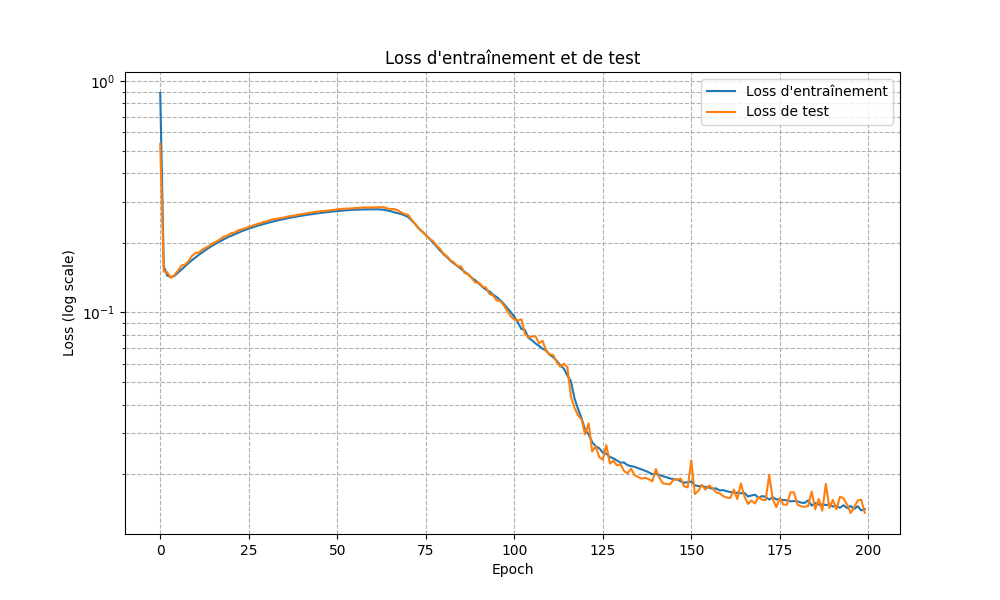 Loss d'entraînement et de test
Loss (log scale)
10⁰
10⁻¹
Loss d'entraînement
Loss de test
0 25 50 75 100 125 150 175 200
Epoch